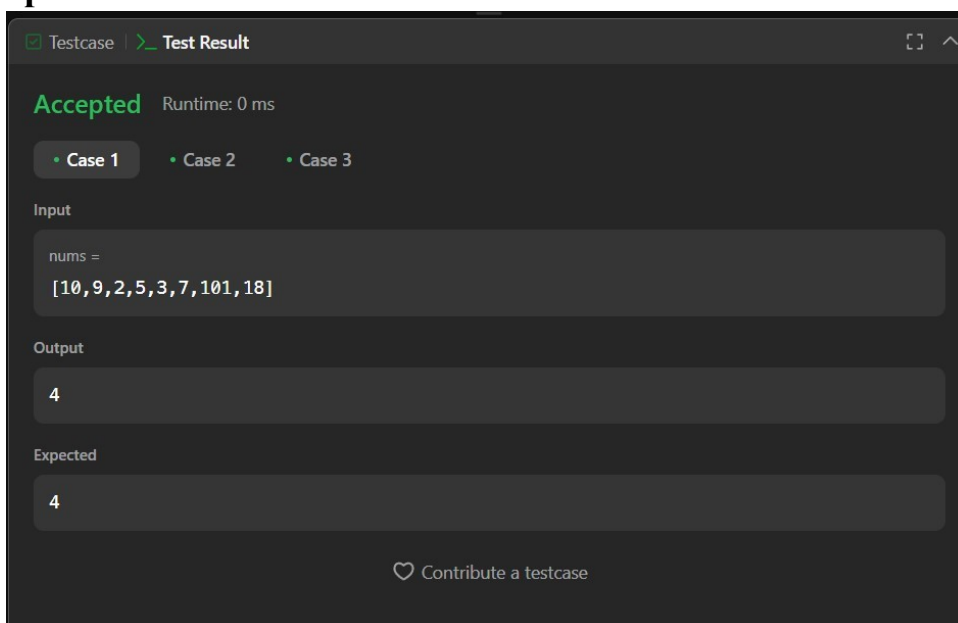 Testcase | >_ Test Result
Accepted Runtime: 0 ms
• Case 1 • Case 2 • Case 3
Input
nums =
[10,9,2,5,3,7,101,18]
Output
4
Expected
4
Contribute a testcase